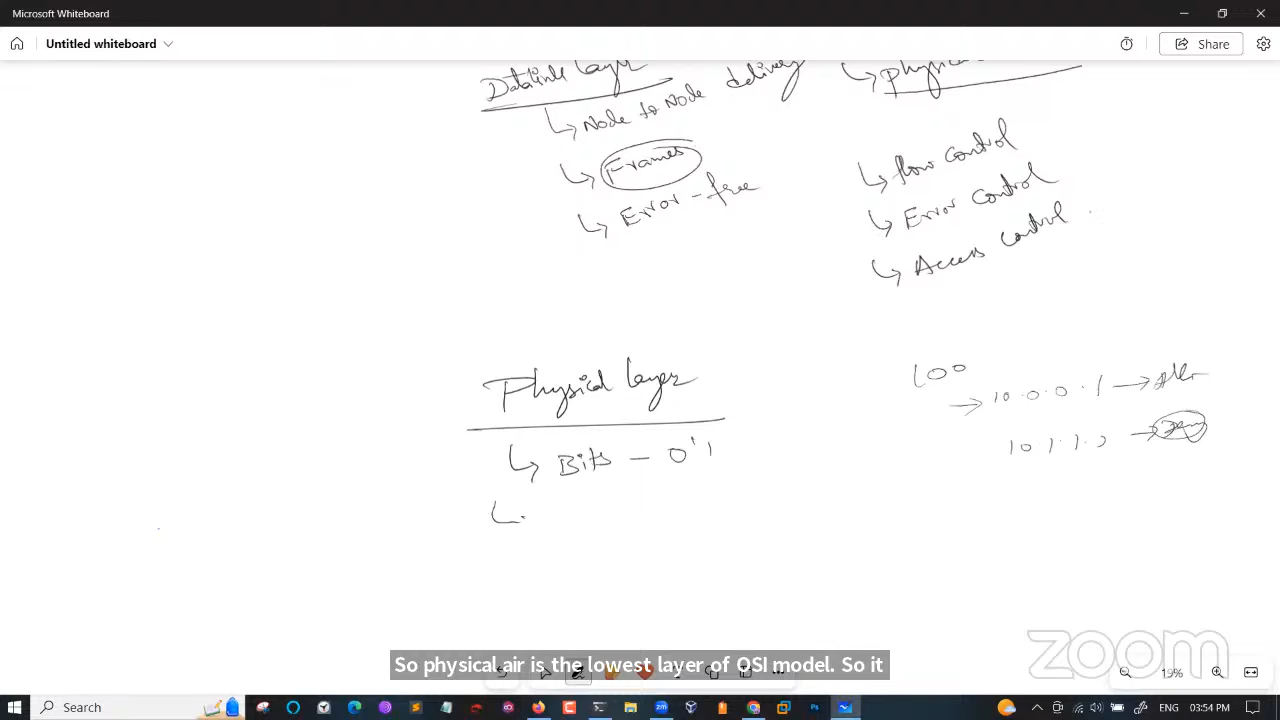 Microsoft Whiteboard
Untitled whiteboard
Share
Datalink layer
↳ Node to Node delivery
↳ Frames
↳ Error-free
↳ Physical
↳ flow control
↳ Error control
↳ Access control
Physical layer
↳ Bits - 0's
100
→ 10.0.0.1 →
10.1.1.2 →
zoom
So physical air is the lowest layer of OSI model. So it
19%
Search
ENG 03:54 PM